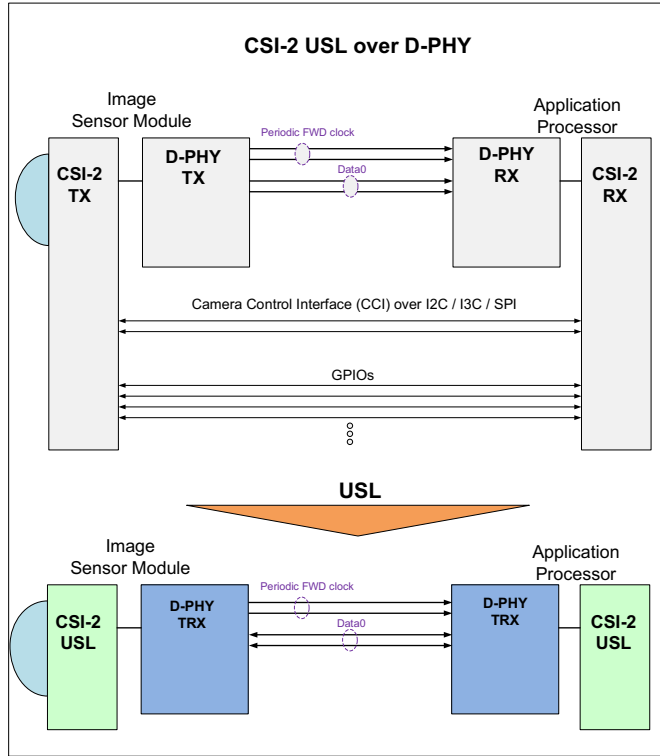 CSI-2 USL over D-PHY
Image
Sensor Module
Application
Processor
CSI-2
TX
D-PHY
TX
Periodic FWD clock
Data0
D-PHY
RX
CSI-2
RX
Camera Control Interface (CCI) over I2C / I3C / SPI
GPIOs
USL
Image
Sensor Module
Application
Processor
CSI-2
USL
D-PHY
TRX
Periodic FWD clock
Data0
D-PHY
TRX
CSI-2
USL